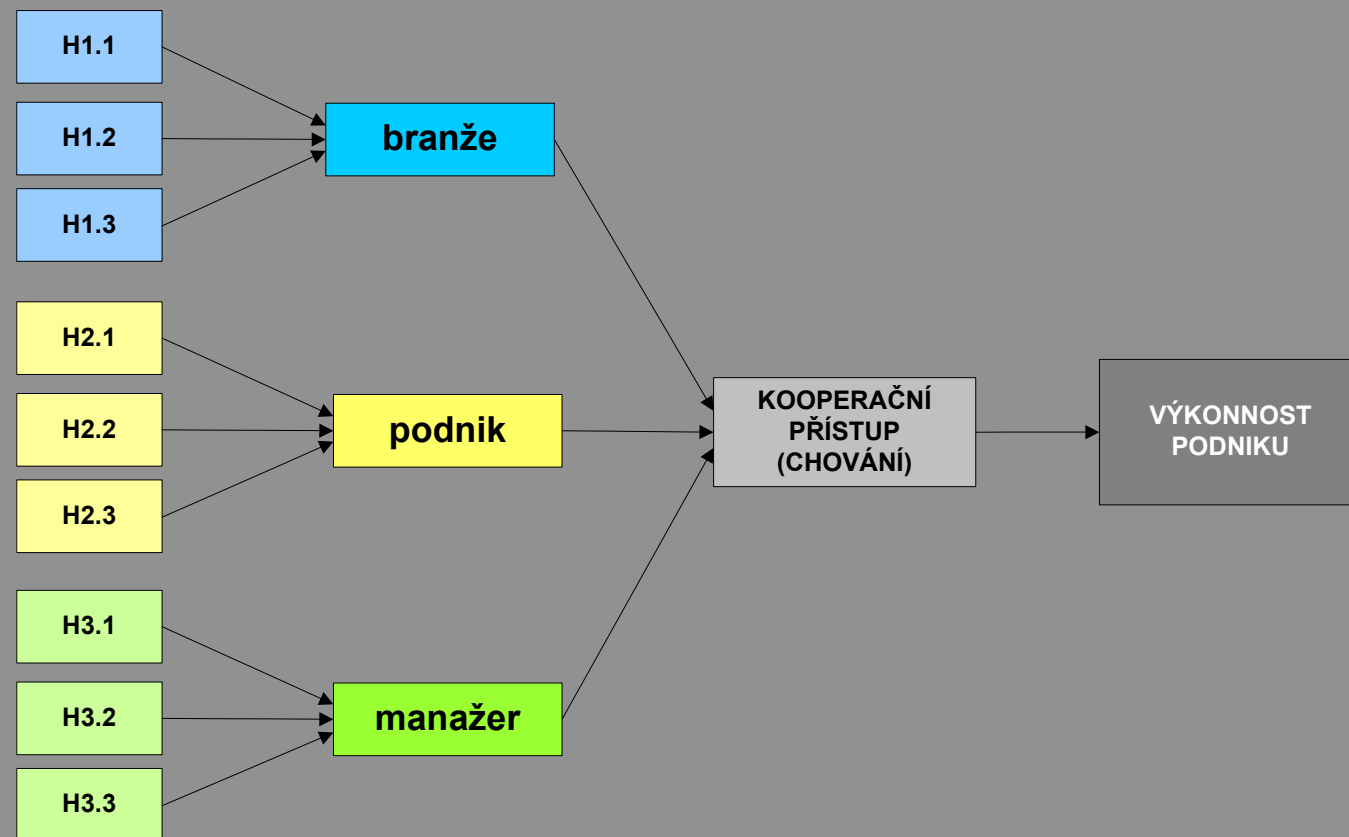 H1.1
H1.2
H1.3
branže
H2.1
H2.2
H2.3
podnik
H3.1
H3.2
H3.3
manažer
KOOPERAČNÍ
PŘÍSTUP
(CHOVÁNÍ)
VÝKONNOST
PODNIKU